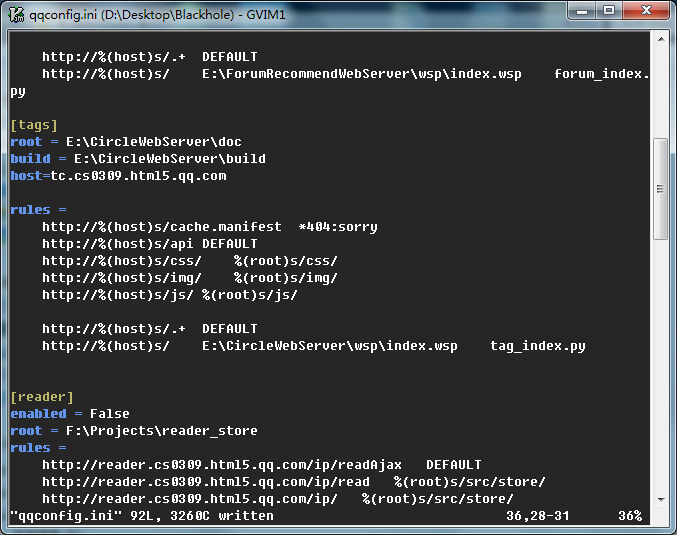 qqconfig.ini (D:\Desktop\Blackhole) - GVIM1
http://%(host)s/.+  DEFAULT
http://%(host)s/    E:\ForumRecommendWebServer\wsp\index.wsp    forum_index.
py
[tags]
root = E:\CircleWebServer\doc
build = E:\CircleWebServer\build
host=tc.cs0309.html5.qq.com
rules =
http://%(host)s/cache.manifest  *404:sorry
http://%(host)s/api DEFAULT
http://%(host)s/css/    %(root)s/css/
http://%(host)s/img/    %(root)s/img/
http://%(host)s/js/ %(root)s/js/
http://%(host)s/.+  DEFAULT
http://%(host)s/    E:\CircleWebServer\wsp\index.wsp    tag_index.py
[reader]
enabled = False
root = F:\Projects\reader_store
rules =
http://reader.cs0309.html5.qq.com/ip/readAjax   DEFAULT
http://reader.cs0309.html5.qq.com/ip/read   %(root)s/src/store/
http://reader.cs0309.html5.qq.com/ip/   %(root)s/src/store/
"qqconfig.ini" 92L, 3260C written    36,28-31    36%